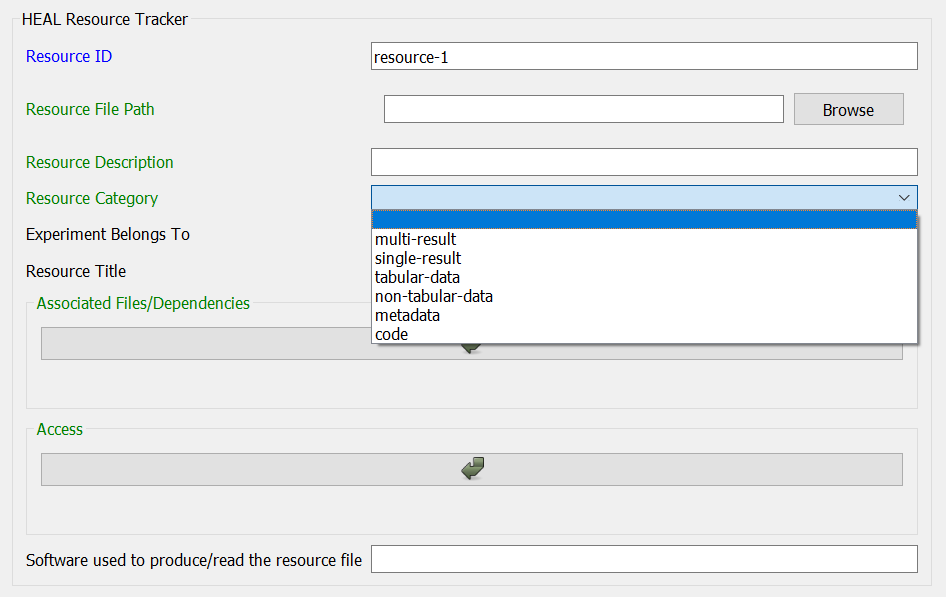 HEAL Resource Tracker
Resource ID resource-1
Resource File Path Browse
Resource Description
Resource Category
multi-result
single-result
tabular-data
non-tabular-data
metadata
code
Experiment Belongs To
Resource Title
Associated Files/Dependencies
Access
Software used to produce/read the resource file